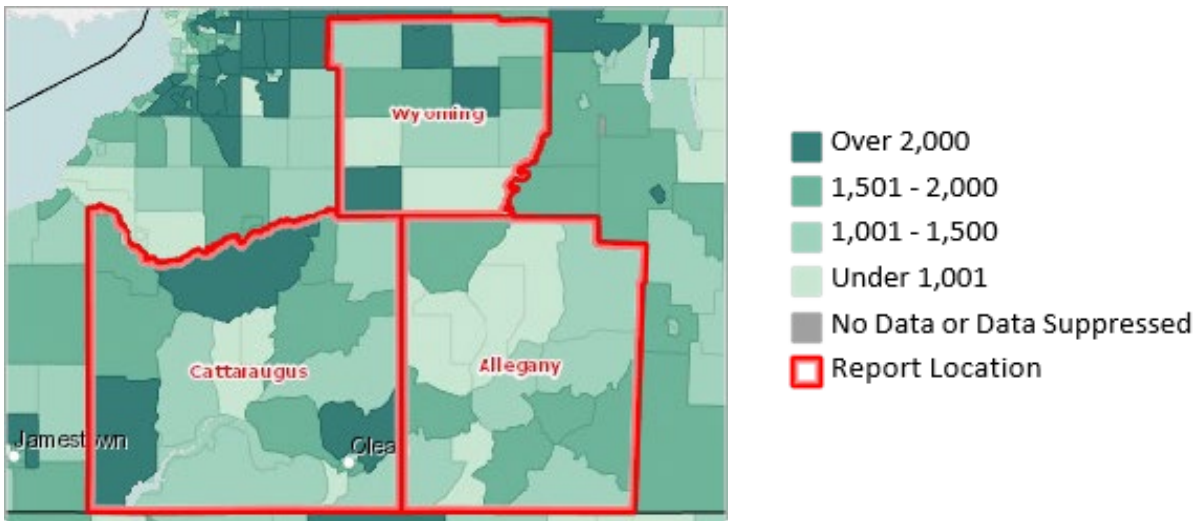 Wyoming
Cattaraugus
Allegany
Jamestown
Olea
Over 2,000
1,501 - 2,000
1,001 - 1,500
Under 1,001
No Data or Data Suppressed
Report Location